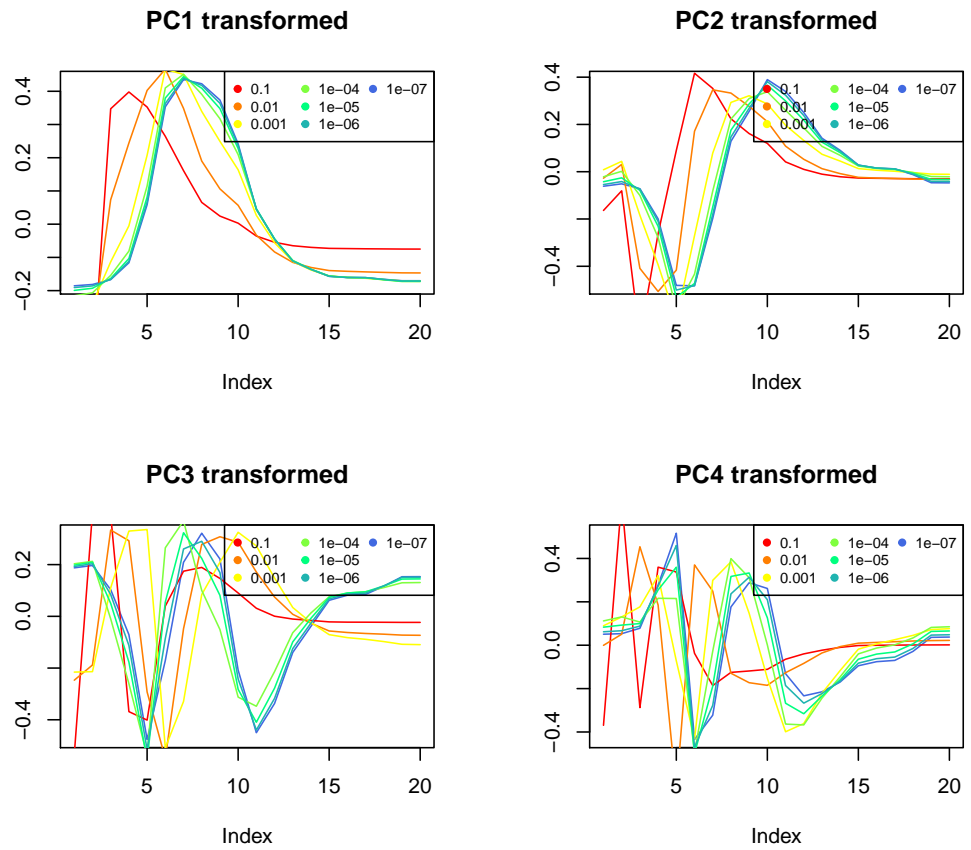 PC1 transformed
0.4
0.2
0.0
−0.2
0.1 1e−04 1e−07
0.01 1e−05
0.001 1e−06
5 10 15 20
Index
PC2 transformed
0.4
0.2
0.0
−0.4
0.1 1e−04 1e−07
0.01 1e−05
0.001 1e−06
5 10 15 20
Index
PC3 transformed
0.2
0.0
−0.4
0.1 1e−04 1e−07
0.01 1e−05
0.001 1e−06
5 10 15 20
Index
PC4 transformed
0.4
0.0
−0.4
0.1 1e−04 1e−07
0.01 1e−05
0.001 1e−06
5 10 15 20
Index